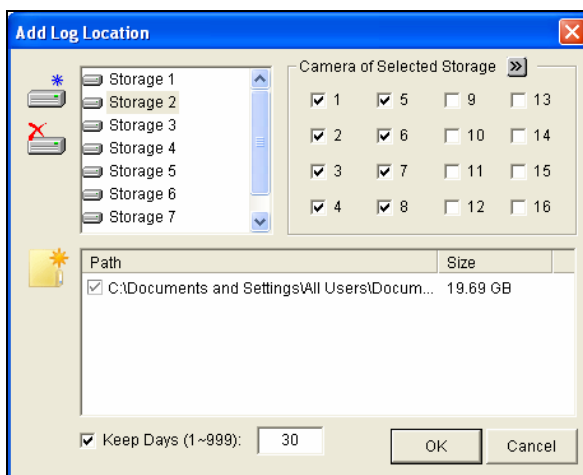 Add Log Location
Storage 1
Storage 2
Storage 3
Storage 4
Storage 5
Storage 6
Storage 7
Camera of Selected Storage
1 5 9 13
2 6 10 14
3 7 11 15
4 8 12 16
Path Size
C:\Documents and Settings\All Users\Docum... 19.69 GB
Keep Days (1~999): 30
OK Cancel